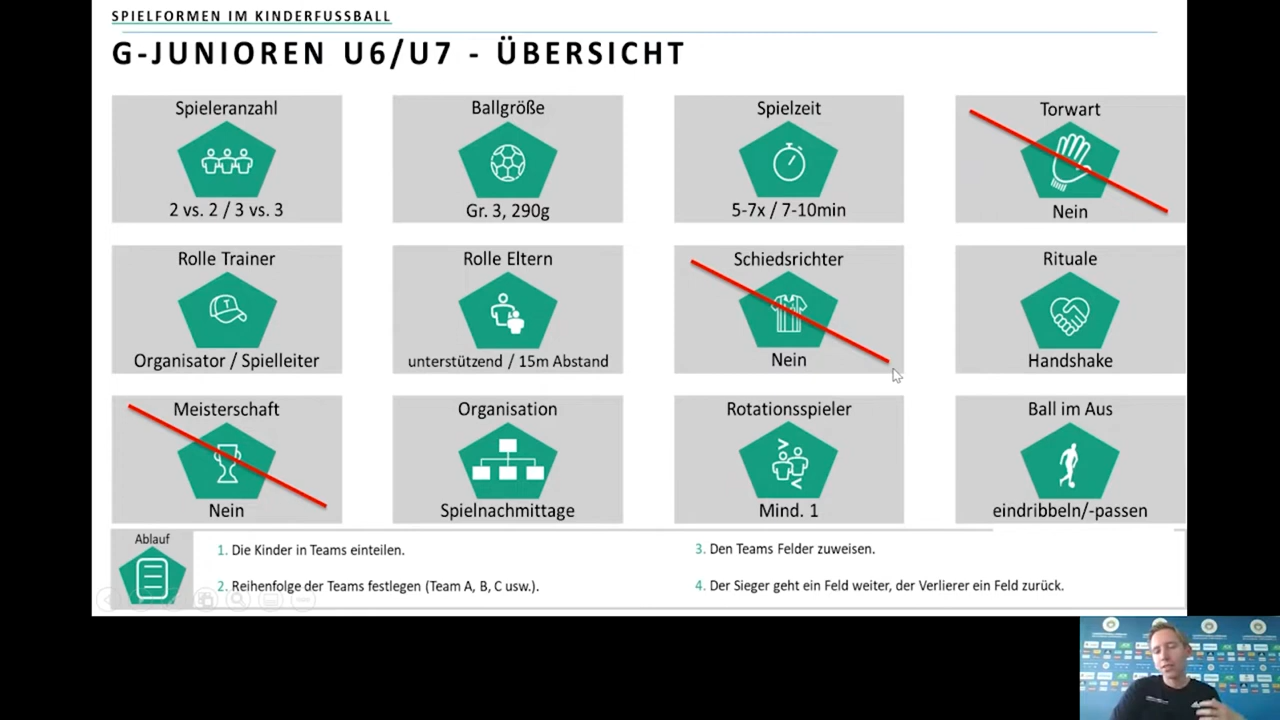 SPIELFORMEN IM KINDERFUSSBALL
G-JUNIOREN U6/U7 - ÜBERSICHT
Spieleranzahl
2 vs. 2 / 3 vs. 3
Ballgröße
Gr. 3, 290g
Spielzeit
5-7x / 7-10min
Torwart
Nein
Rolle Trainer
T
Organisator / Spielleiter
Rolle Eltern
unterstützend / 15m Abstand
Schiedsrichter
Nein
Rituale
Handshake
Meisterschaft
Nein
Organisation
Spielnachmittage
Rotationsspieler
Mind. 1
Ball im Aus
eindribbeln/-passen
Ablauf
1. Die Kinder in Teams einteilen.
2. Reihenfolge der Teams festlegen (Team A, B, C usw.).
3. Den Teams Felder zuweisen.
4. Der Sieger geht ein Feld weiter, der Verlierer ein Feld zurück.